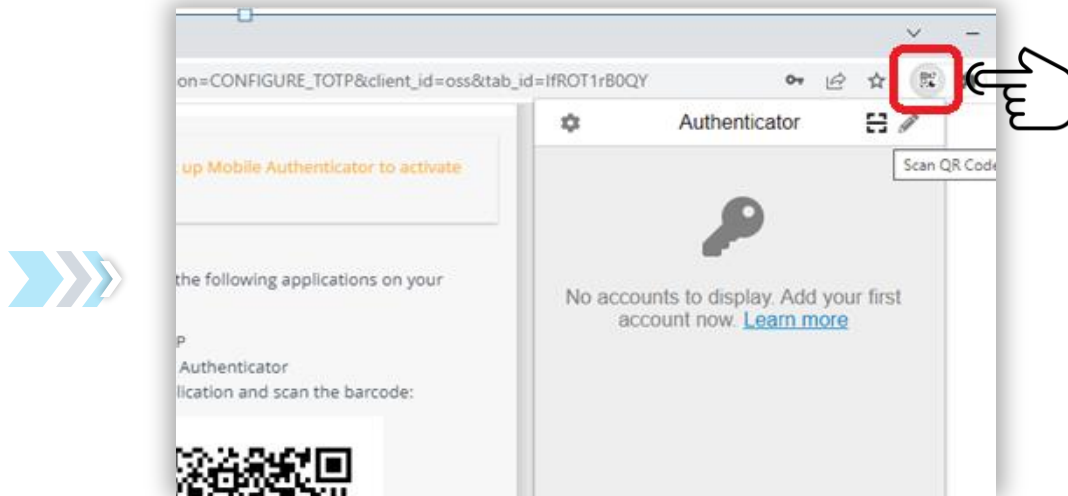 on=CONFIGURE_TOTP&client_id=oss&tab_id=IfROT1rB0QY
Authenticator
up Mobile Authenticator to activate
Scan QR Code
the following applications on your
No accounts to display. Add your first
account now. Learn more
P
Authenticator
lication and scan the barcode: